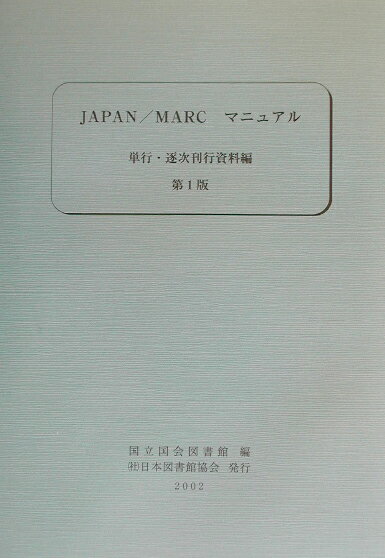 JAPAN／MARC マニュアル
単行・逐次刊行資料編
第１版
国立国会図書館 編
㈳日本図書館協会 発行
2002